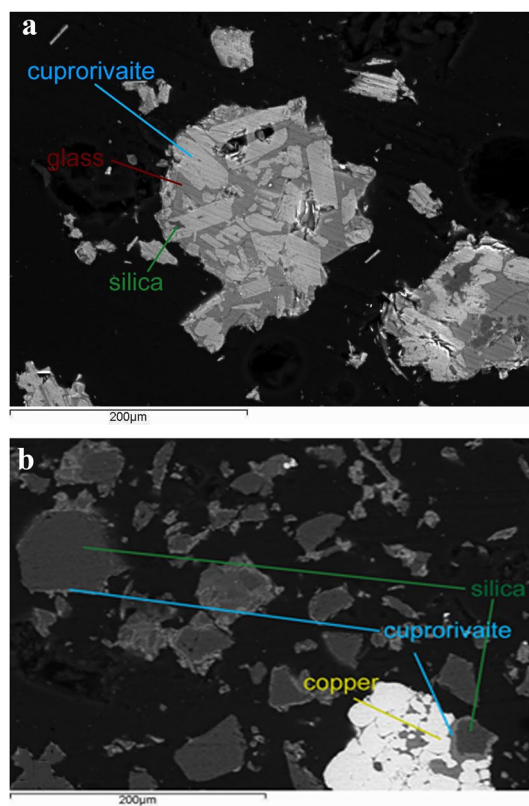 a
cuprorivaite
glass
silica
200µm
b
silica
cuprorivaite
copper
200µm